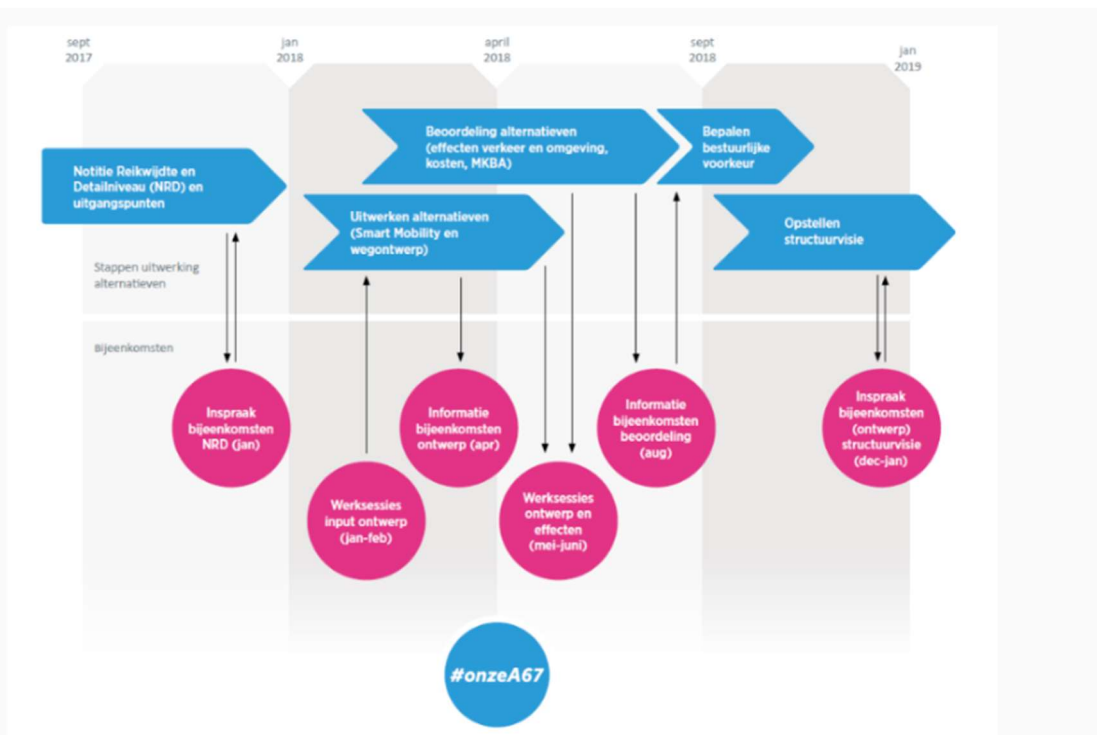 sept
2017
jan
2018
april
2018
sept
2018
jan
2019
Beoordeling alternatieven
(effecten verkeer en omgeving,
kosten, MKBA)
Bepalen
bestuurlijke
voorkeur
Notitie Reikwijdte en
Detailniveau (NRD) en
uitgangspunten
Uitwerken alternatieven
(Smart Mobility en
wegontwerp)
Opstellen
structuurvisie
Stappen uitwerking
alternatieven
Bijeenkomsten
Inspraak
bijeenkomsten
NRD (jan)
Werksessies
input ontwerp
(jan-feb)
Informatie
bijeenkomsten
ontwerp (apr)
Werksessies
ontwerp en
effecten
(mei-juni)
Informatie
bijeenkomsten
beoordeling
(aug)
Inspraak
bijeenkomsten
(ontwerp)
structuurvisie
(dec-jan)
#onzeA67